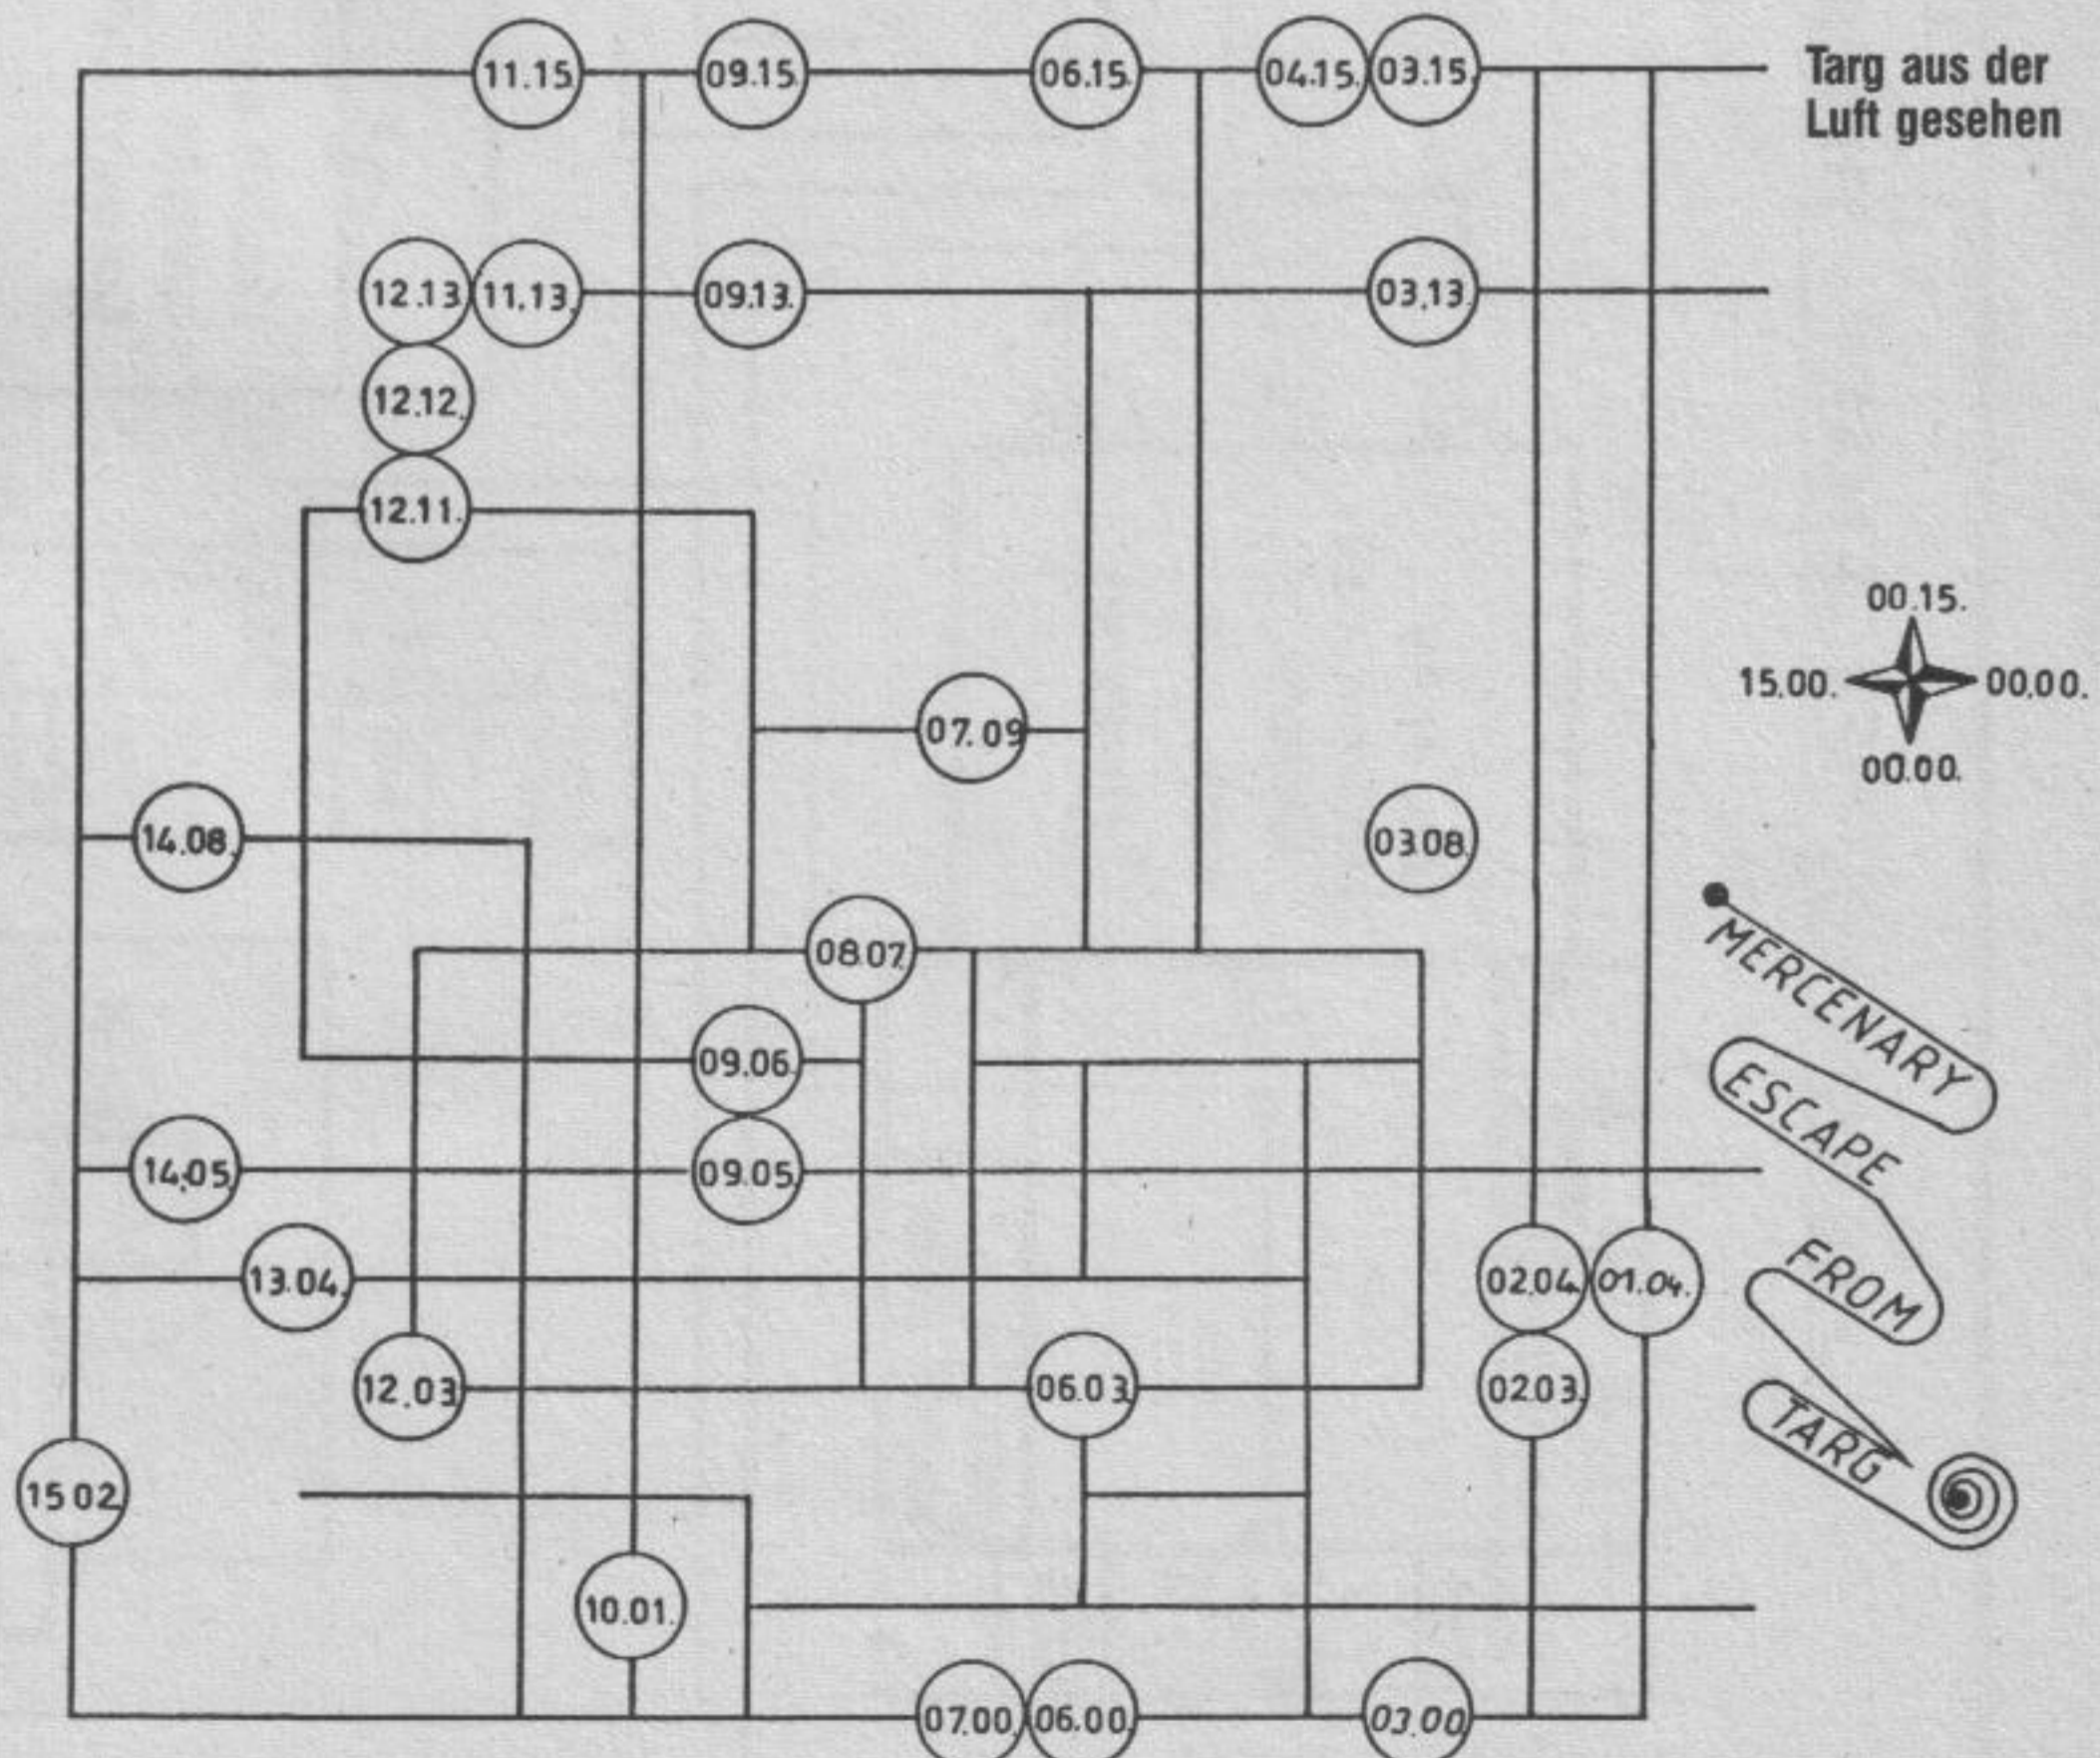 11.15. 09.15. 06.15. 04.15. 03.15.
Targ aus der
Luft gesehen
12.13. 11.13. 09.13. 03.13.
12.12.
12.11.
00.15.
15.00. 00.00.
00.00.
07.09
14.08. 03.08.
08.07.
09.06.
14.05. 09.05.
13.04. 02.04. 01.04.
12.03 06.03 02.03.
15 02.
10.01.
07.00. 06.00. 03.00
MERCENARY
ESCAPE
FROM
TARG